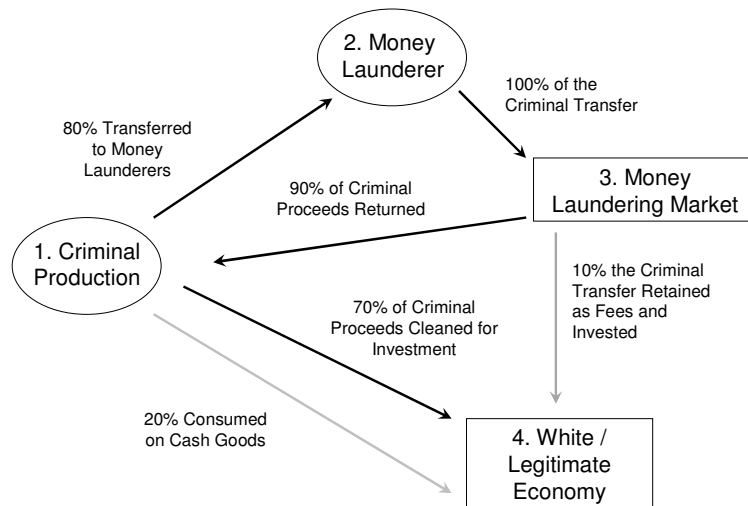 2. Money
Launderer
100% of the
Criminal Transfer
80% Transferred
to Money
Launderers
90% of Criminal
Proceeds Returned
3. Money
Laundering Market
1. Criminal
Production
10% the Criminal
Transfer Retained
as Fees and
Invested
70% of Criminal
Proceeds Cleaned for
Investment
20% Consumed
on Cash Goods
4. White /
Legitimate
Economy